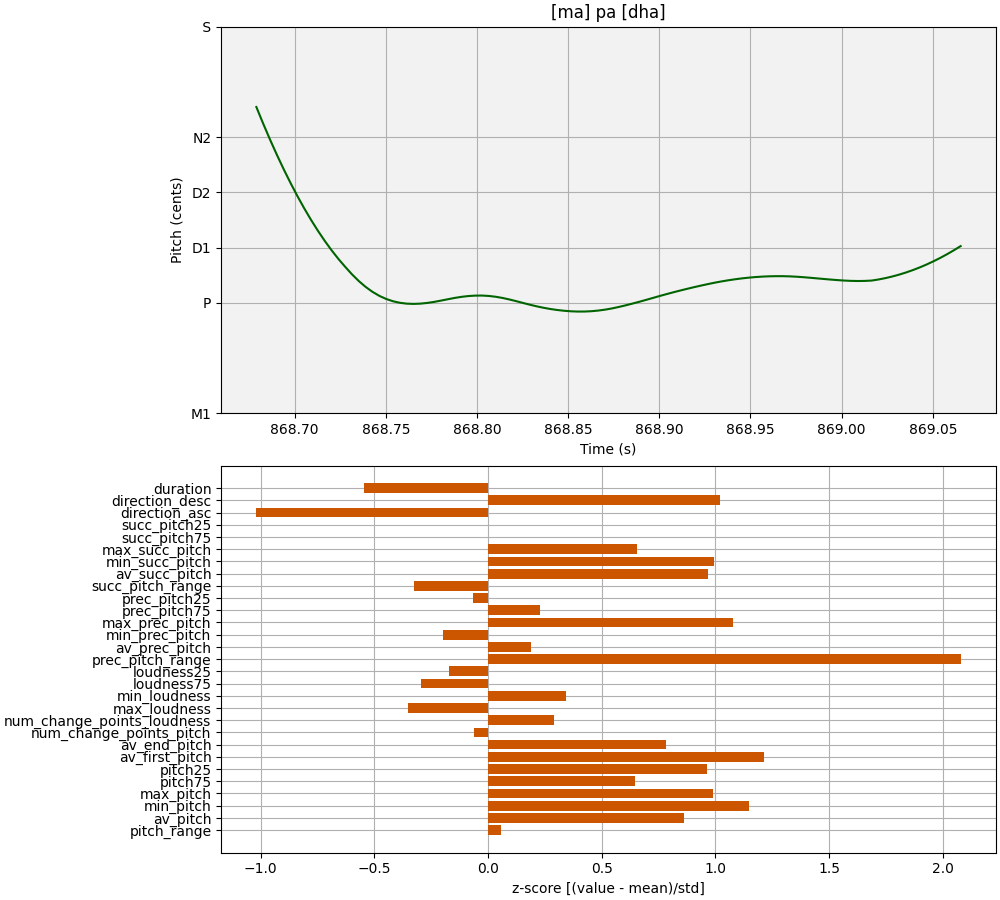 [ma] pa [dha]
S
N2
D2
D1
P
M1
Pitch (cents)
868.70 868.75 868.80 868.85 868.90 868.95 869.00 869.05
Time (s)
duration
direction_desc
direction_asc
succ_pitch25
succ_pitch75
max_succ_pitch
min_succ_pitch
av_succ_pitch
succ_pitch_range
prec_pitch25
prec_pitch75
max_prec_pitch
min_prec_pitch
av_prec_pitch
prec_pitch_range
loudness25
loudness75
min_loudness
max_loudness
num_change_points_loudness
num_change_points_pitch
av_end_pitch
av_first_pitch
pitch25
pitch75
max_pitch
min_pitch
av_pitch
pitch_range
−1.0 −0.5 0.0 0.5 1.0 1.5 2.0
z-score [(value - mean)/std]